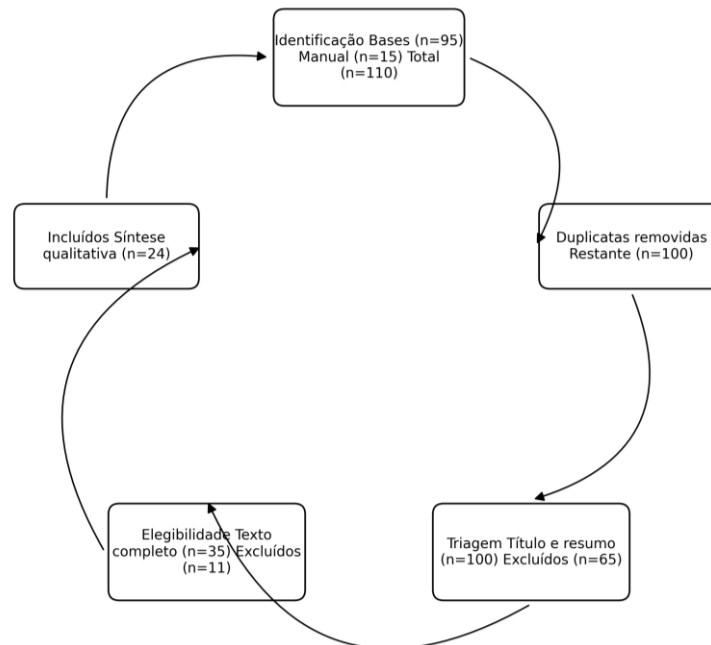 Identificação Bases (n=95)
Manual (n=15) Total
(n=110)
Duplicatas removidas
Restante (n=100)
Triagem Título e resumo
(n=100) Excluídos (n=65)
Elegibilidade Texto
completo (n=35) Excluídos
(n=11)
Incluídos Síntese
qualitativa (n=24)